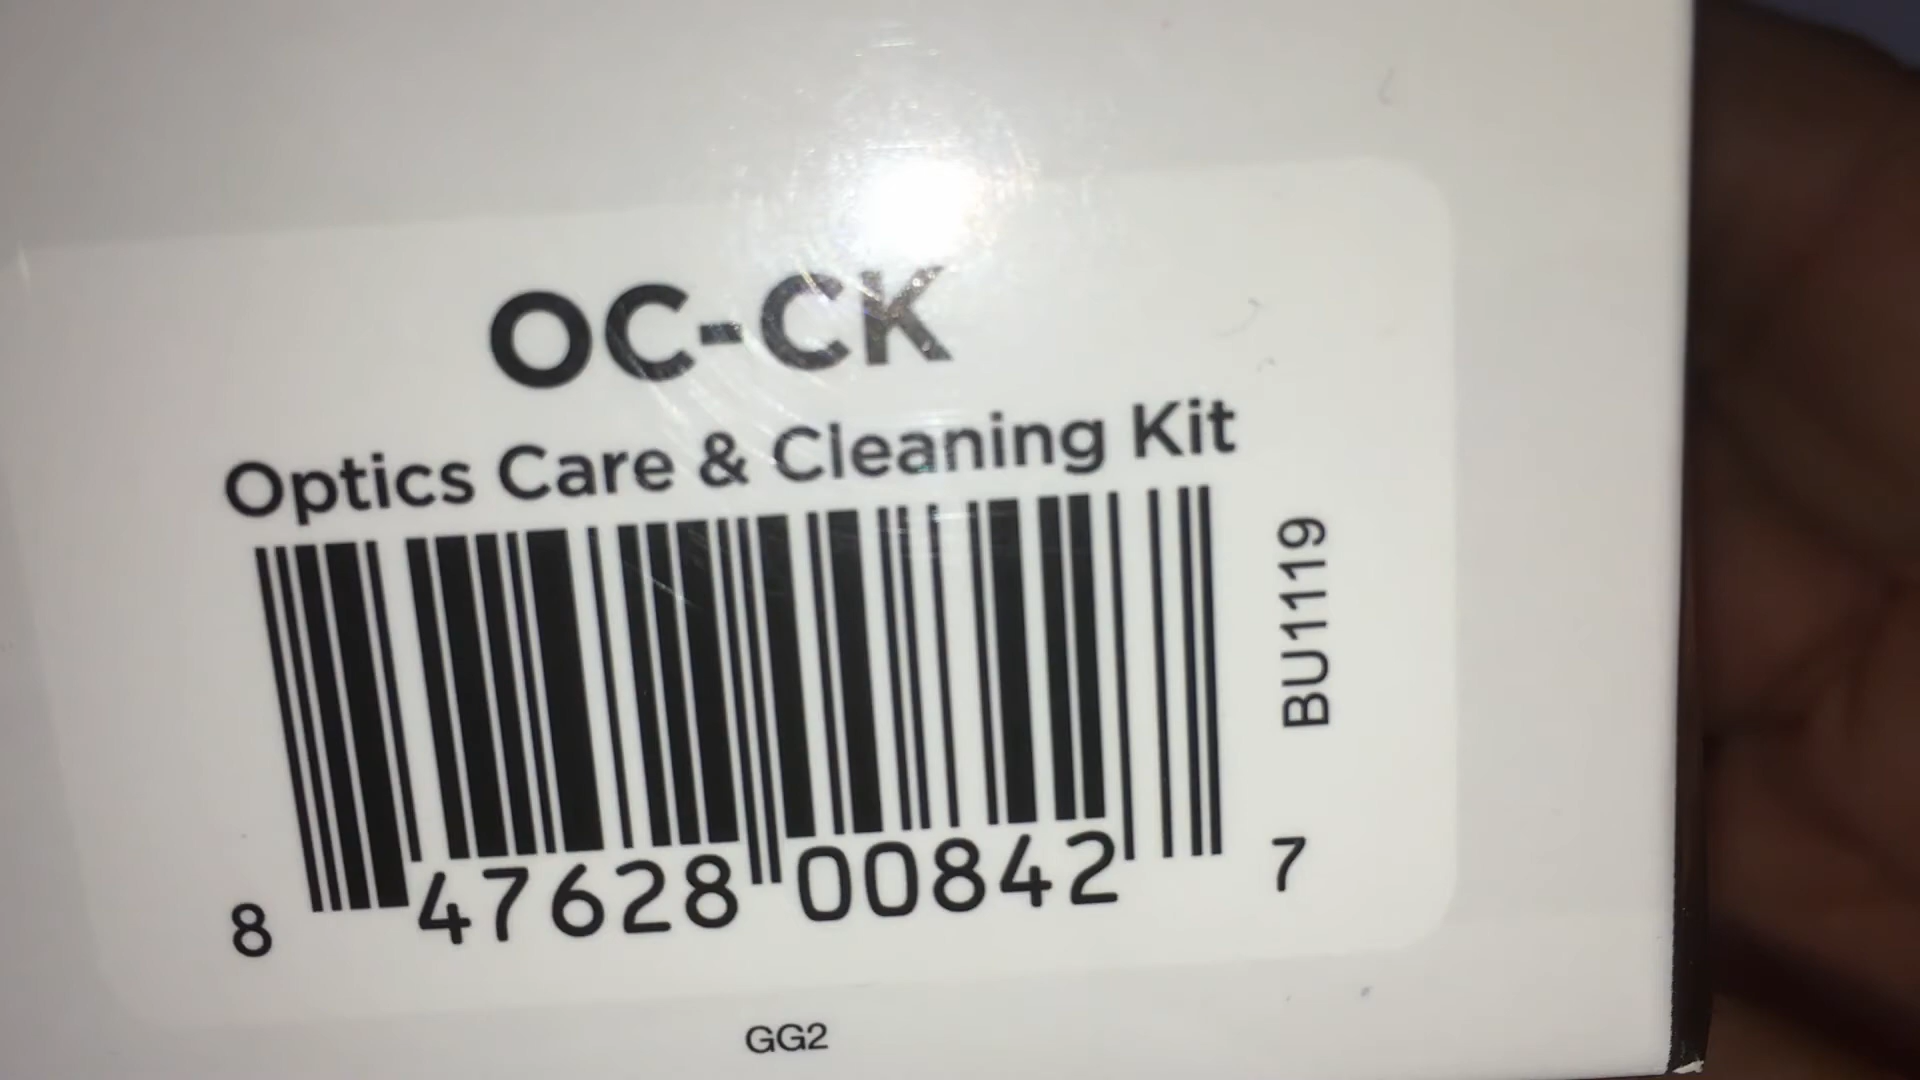 OC-CK
Optics Care & Cleaning Kit
BU1119
8 47628 00842 7
GG2